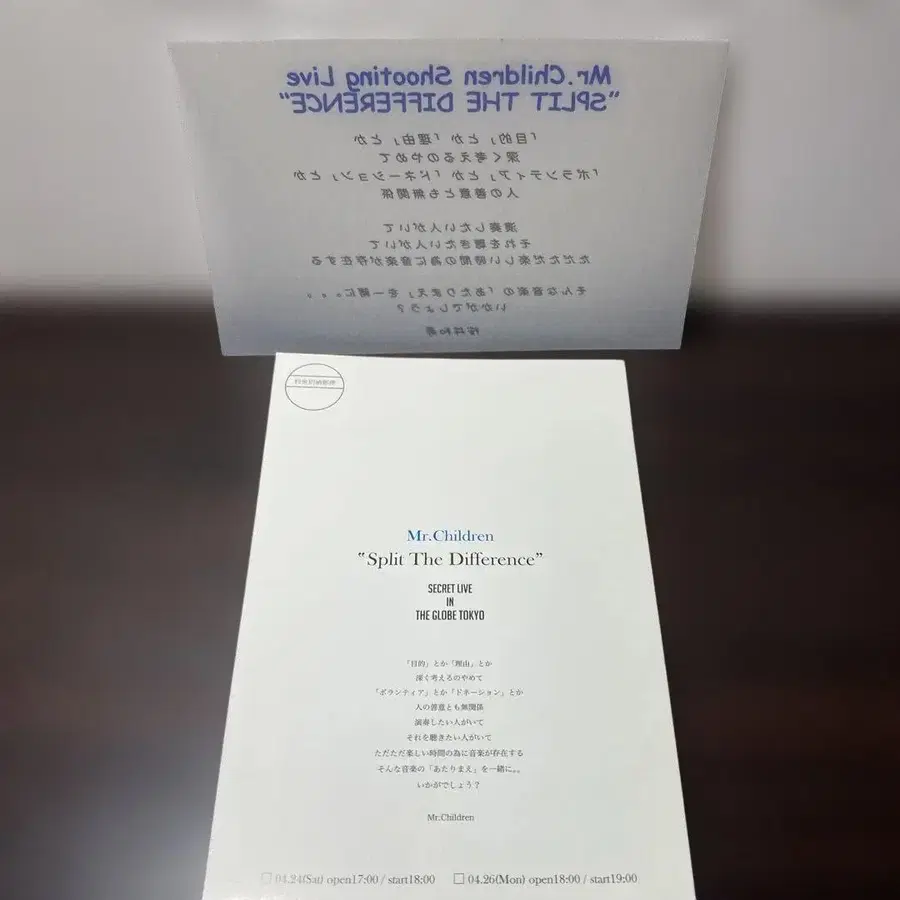 Mr.Children Shooting Live
"SPLIT THE DIFFERENCE"
「目的」とか「理由」とか
深く考えるのやめて
「ボランティア」とか「ドネーション」とか
人の善意とも無関係
演奏したい人がいて
それを聴きたい人がいて
ただただ楽しい時間の為に音楽が存在する
そんな音楽の「あたりまえ」を一緒に。。。
いかがでしょう？
桜井和寿
Mr.Children
“Split The Difference”
SECRET LIVE
IN
THE GLOBE TOKYO
「目的」とか「理由」とか
深く考えるのやめて
「ボランティア」とか「ドネーション」とか
人の善意とも無関係
演奏したい人がいて
それを聴きたい人がいて
ただただ楽しい時間の為に音楽が存在する
そんな音楽の「あたりまえ」を一緒に。。
いかがでしょう？
Mr.Children
04.24(Sat) open17:00 / start18:00 04.26(Mon) open18:00 / start19:00